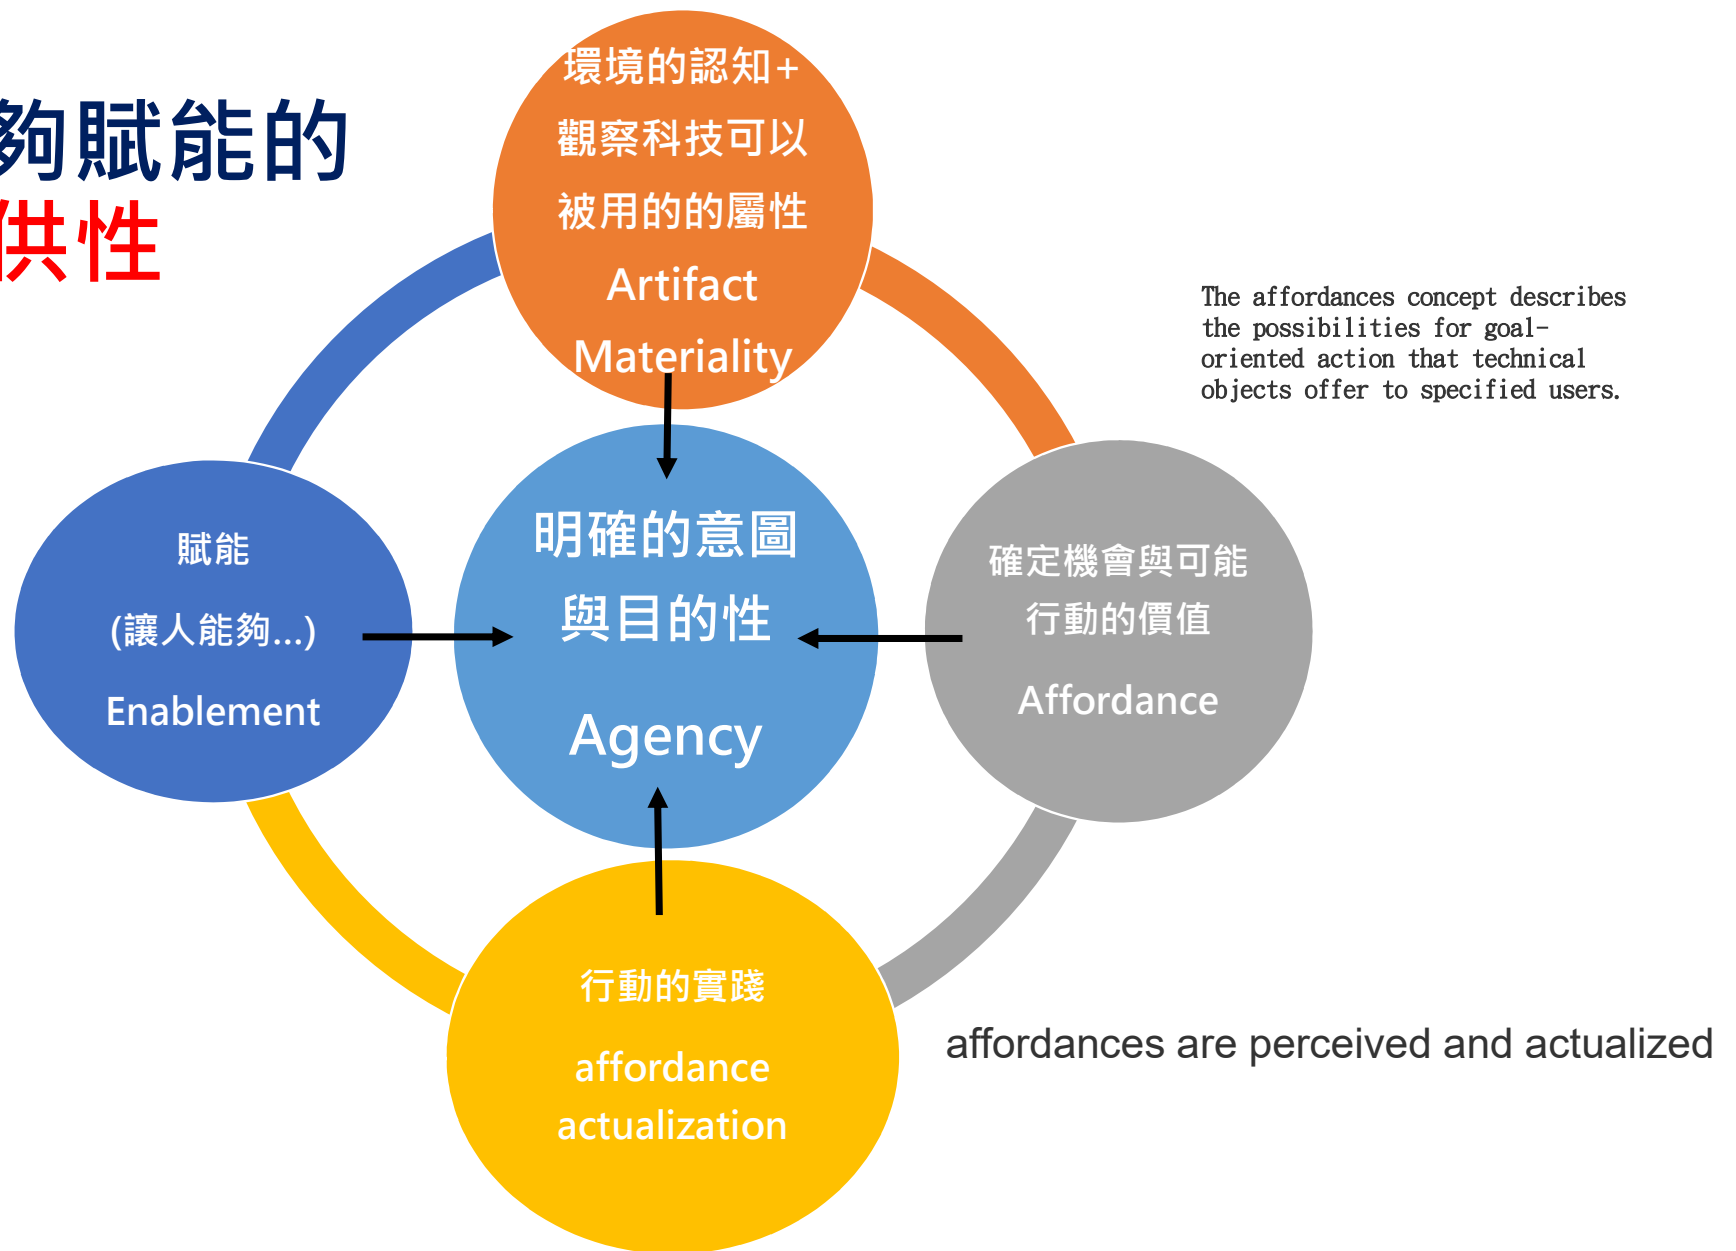 夠賦能的
供性
環境的認知+
觀察科技可以
被用的的屬性
Artifact
Materiality
The affordances concept describes
the possibilities for goal-
oriented action that technical
objects offer to specified users.
賦能
(讓人能夠...)
Enablement
明確的意圖
與目的性
Agency
確定機會與可能
行動的價值
Affordance
行動的實踐
affordance
actualization
affordances are perceived and actualized